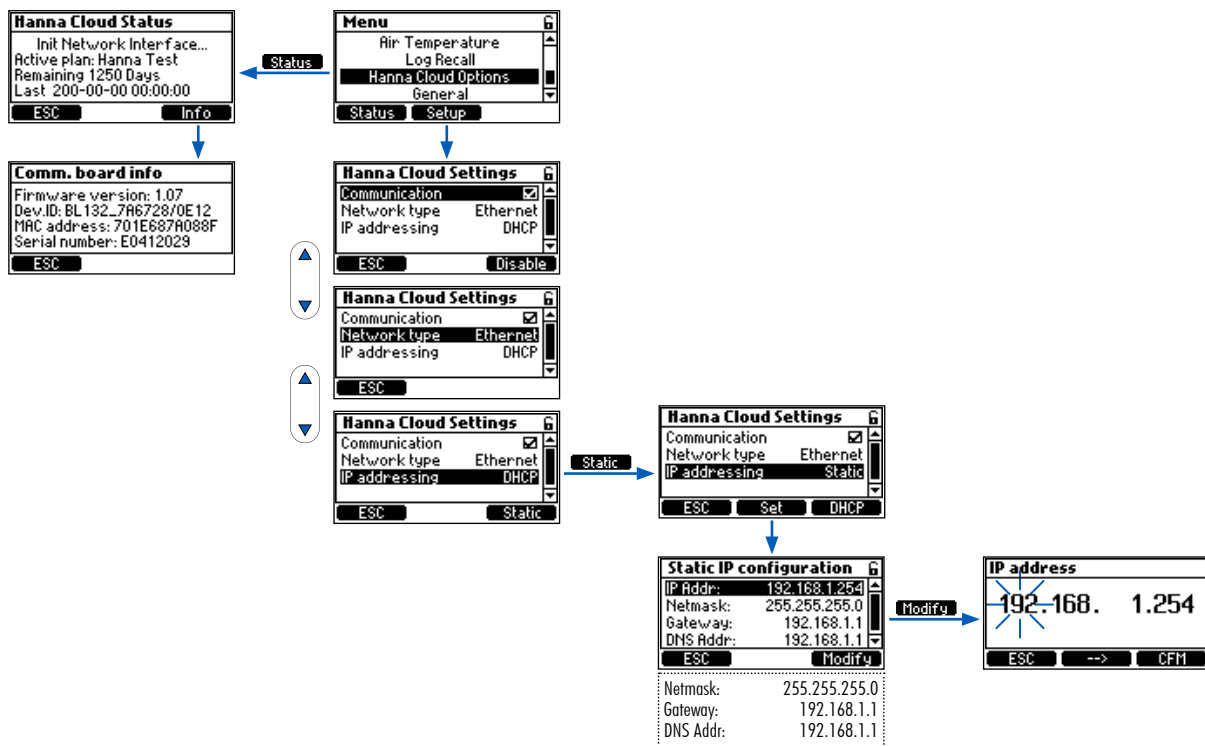 Hanna Cloud Status
Init Network Interface...
Active plan: Hanna Test
Remaining 1250 Days
Last 200-00-00 00:00:00
ESC Info
Status
Menu
Air Temperature
Log Recall
Hanna Cloud Options
General
Status Setup
Comm. board info
Firmware version: 1.07
Dev.ID: BL132_7A6728/0E12
MAC address: 701E687A088F
Serial number: E0412029
ESC
Hanna Cloud Settings
Communication
Network type Ethernet
IP addressing DHCP
ESC Disable
Hanna Cloud Settings
Communication
Network type Ethernet
IP addressing DHCP
ESC
Hanna Cloud Settings
Communication
Network type Ethernet
IP addressing DHCP
ESC Static
Static
Hanna Cloud Settings
Communication
Network type Ethernet
IP addressing Static
ESC Set DHCP
Static IP configuration
IP Addr: 192.168.1.254
Netmask: 255.255.255.0
Gateway: 192.168.1.1
DNS Addr: 192.168.1.1
ESC Modify
Netmask: 255.255.255.0
Gateway: 192.168.1.1
DNS Addr: 192.168.1.1
Modify
IP address
192.168. 1.254
ESC --> CFM